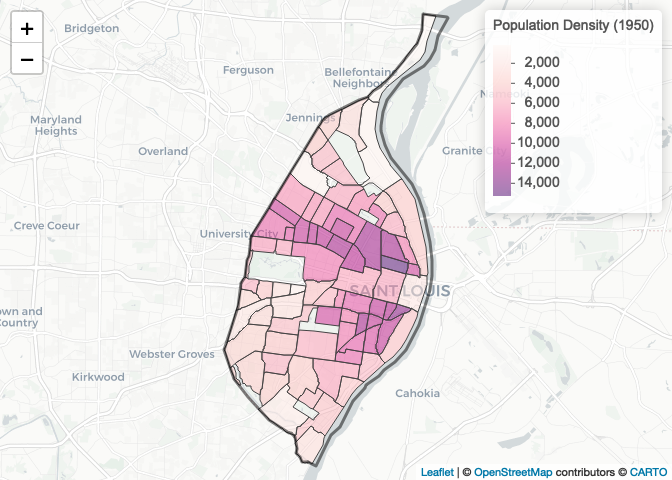 +
−
Population Density (1950)
2,000
4,000
6,000
8,000
10,000
12,000
14,000
Bridgeton
Ferguson
Bellefontaine
Neighbor
Maryland
Heights
Jennings
Overland
Granite City
Creve Coeur
University City
SAINT LOUIS
own and
Country
Webster Groves
Kirkwood
Cahokia
Leaflet | © OpenStreetMap contributors © CARTO